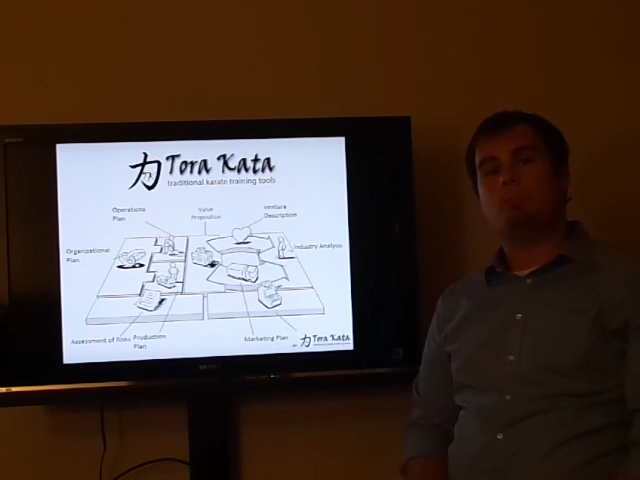 力 Tora Kata
traditional karate training tools
Operations
Plan
Value
Proposition
Venture
Description
Organizational
Plan
Industry Analysis
Assessment of Risks
Production
Plan
Marketing Plan
力 Tora Kata